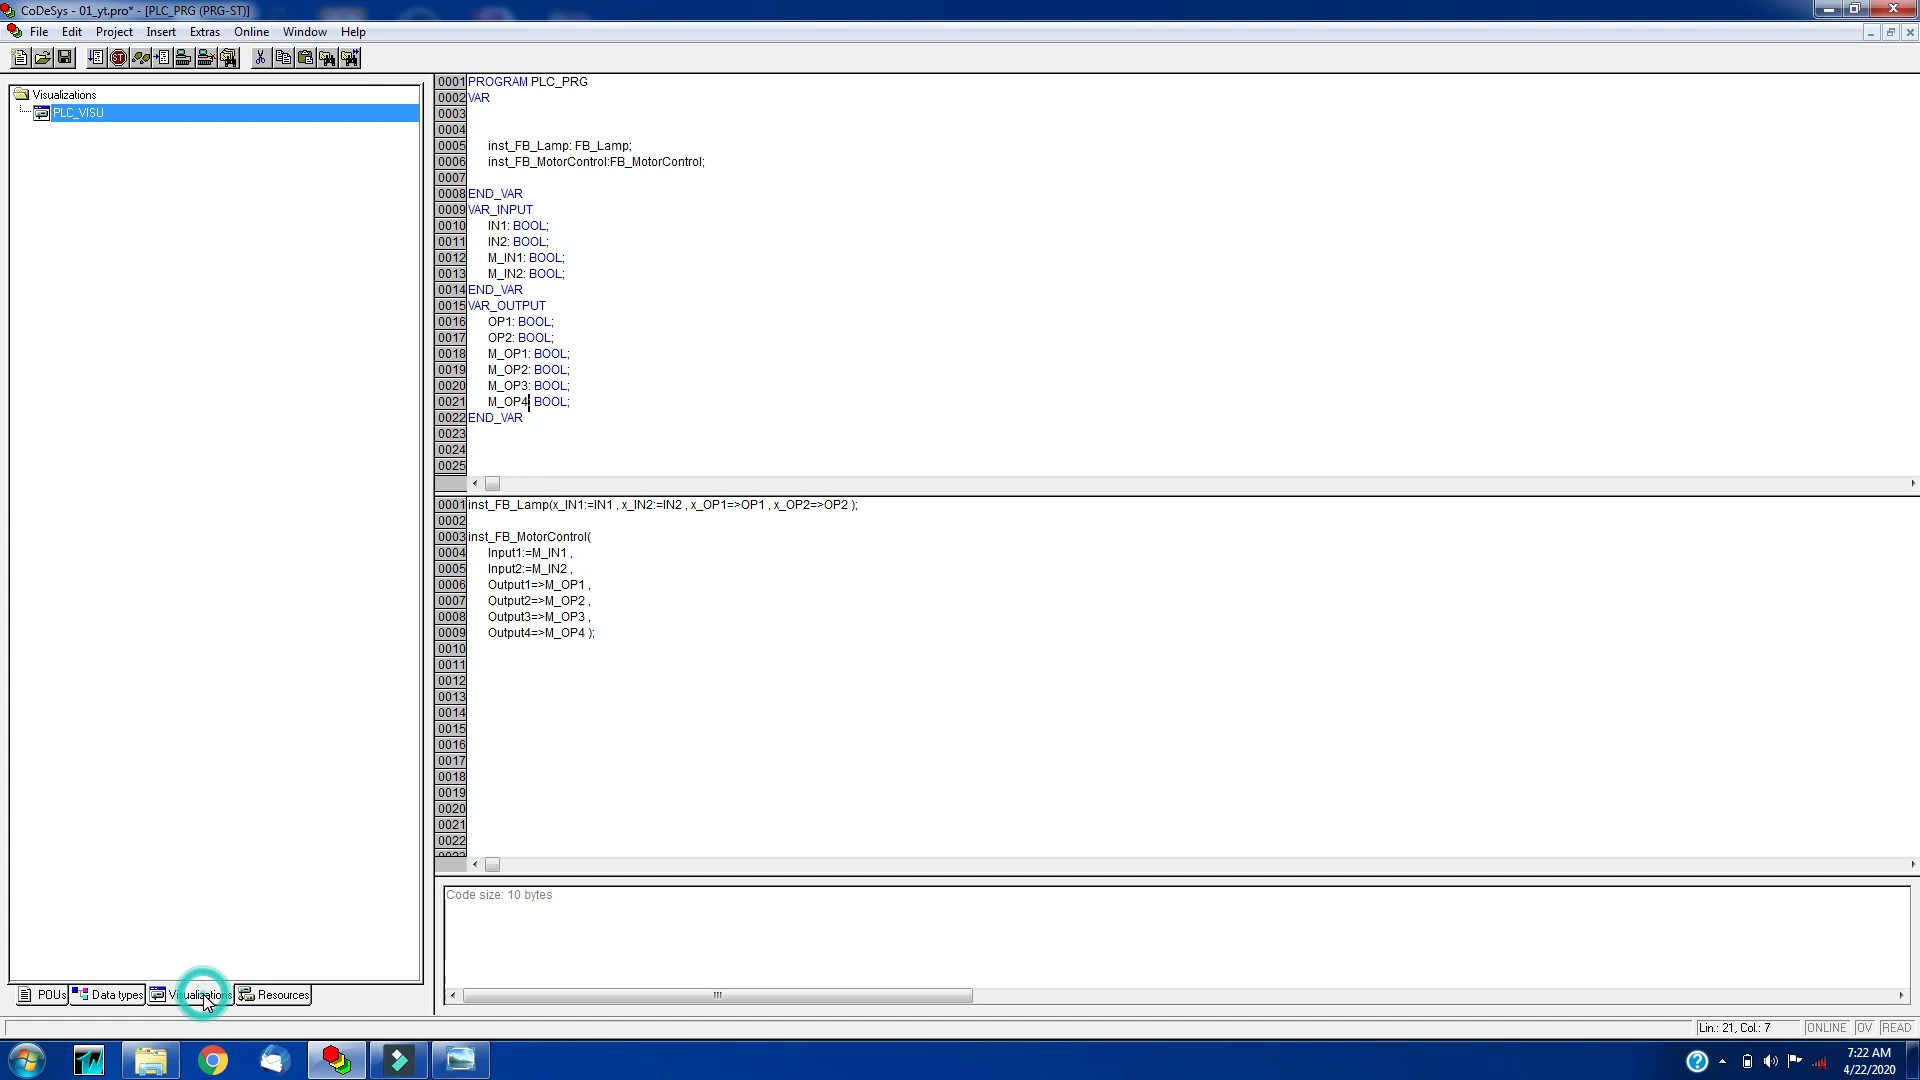 CoDeSys - 01_yt.pro* - [PLC_PRG (PRG-ST)]
File Edit Project Insert Extras Online Window Help
Visualizations
PLC_VISU
0001 PROGRAM PLC_PRG
0002 VAR
0003
0004
0005 inst_FB_Lamp: FB_Lamp;
0006 inst_FB_MotorControl:FB_MotorControl;
0007
0008 END_VAR
0009 VAR_INPUT
0010 IN1: BOOL;
0011 IN2: BOOL;
0012 M_IN1: BOOL;
0013 M_IN2: BOOL;
0014 END_VAR
0015 VAR_OUTPUT
0016 OP1: BOOL;
0017 OP2: BOOL;
0018 M_OP1: BOOL;
0019 M_OP2: BOOL;
0020 M_OP3: BOOL;
0021 M_OP4: BOOL;
0022 END_VAR
0023
0024
0025
0001 inst_FB_Lamp(x_IN1:=IN1 , x_IN2:=IN2 , x_OP1=>OP1 , x_OP2=>OP2 );
0002
0003 inst_FB_MotorControl(
0004 Input1:=M_IN1 ,
0005 Input2:=M_IN2 ,
0006 Output1=>M_OP1 ,
0007 Output2=>M_OP2 ,
0008 Output3=>M_OP3 ,
0009 Output4=>M_OP4 );
0010
0011
0012
0013
0014
0015
0016
0017
0018
0019
0020
0021
0022
Code size: 10 bytes
POUs Data types Visualizations Resources
Lin.: 21, Col.: 7 ONLINE OV READ
7:22 AM
4/22/2020